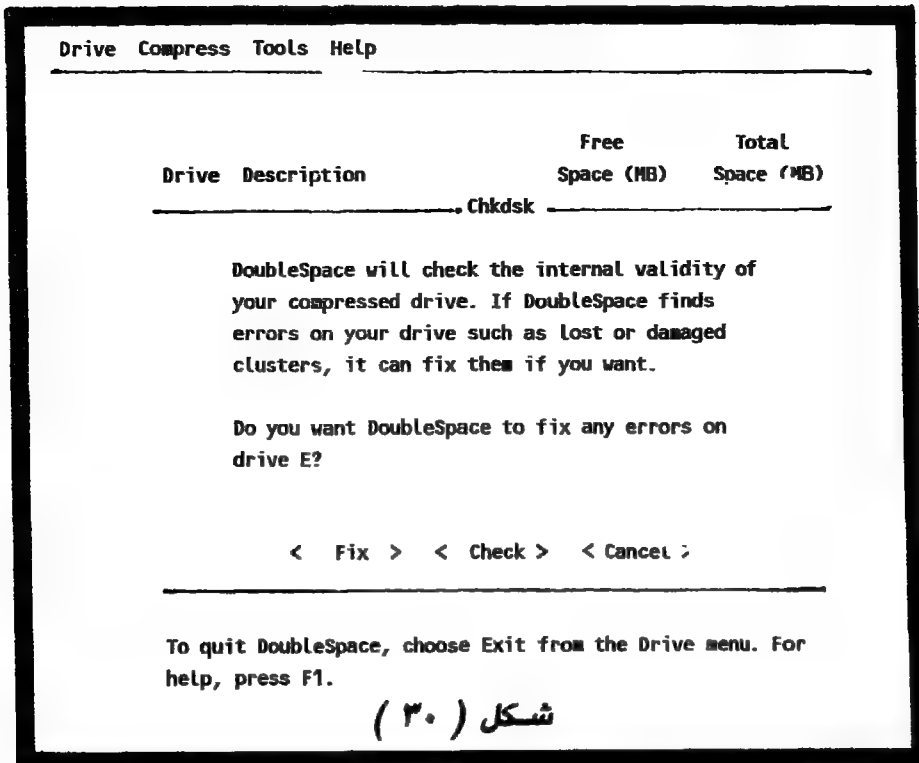 Drive Compress Tools Help
Free Total
Drive Description Space (MB) Space (MB)
Chkdsk
DoubleSpace will check the internal validity of
your compressed drive. If DoubleSpace finds
errors on your drive such as lost or damaged
clusters, it can fix them if you want.
Do you want DoubleSpace to fix any errors on
drive E?
< Fix > < Check > < Cancel >
To quit DoubleSpace, choose Exit from the Drive menu. For
help, press F1.
شكل ( ٣٠ )